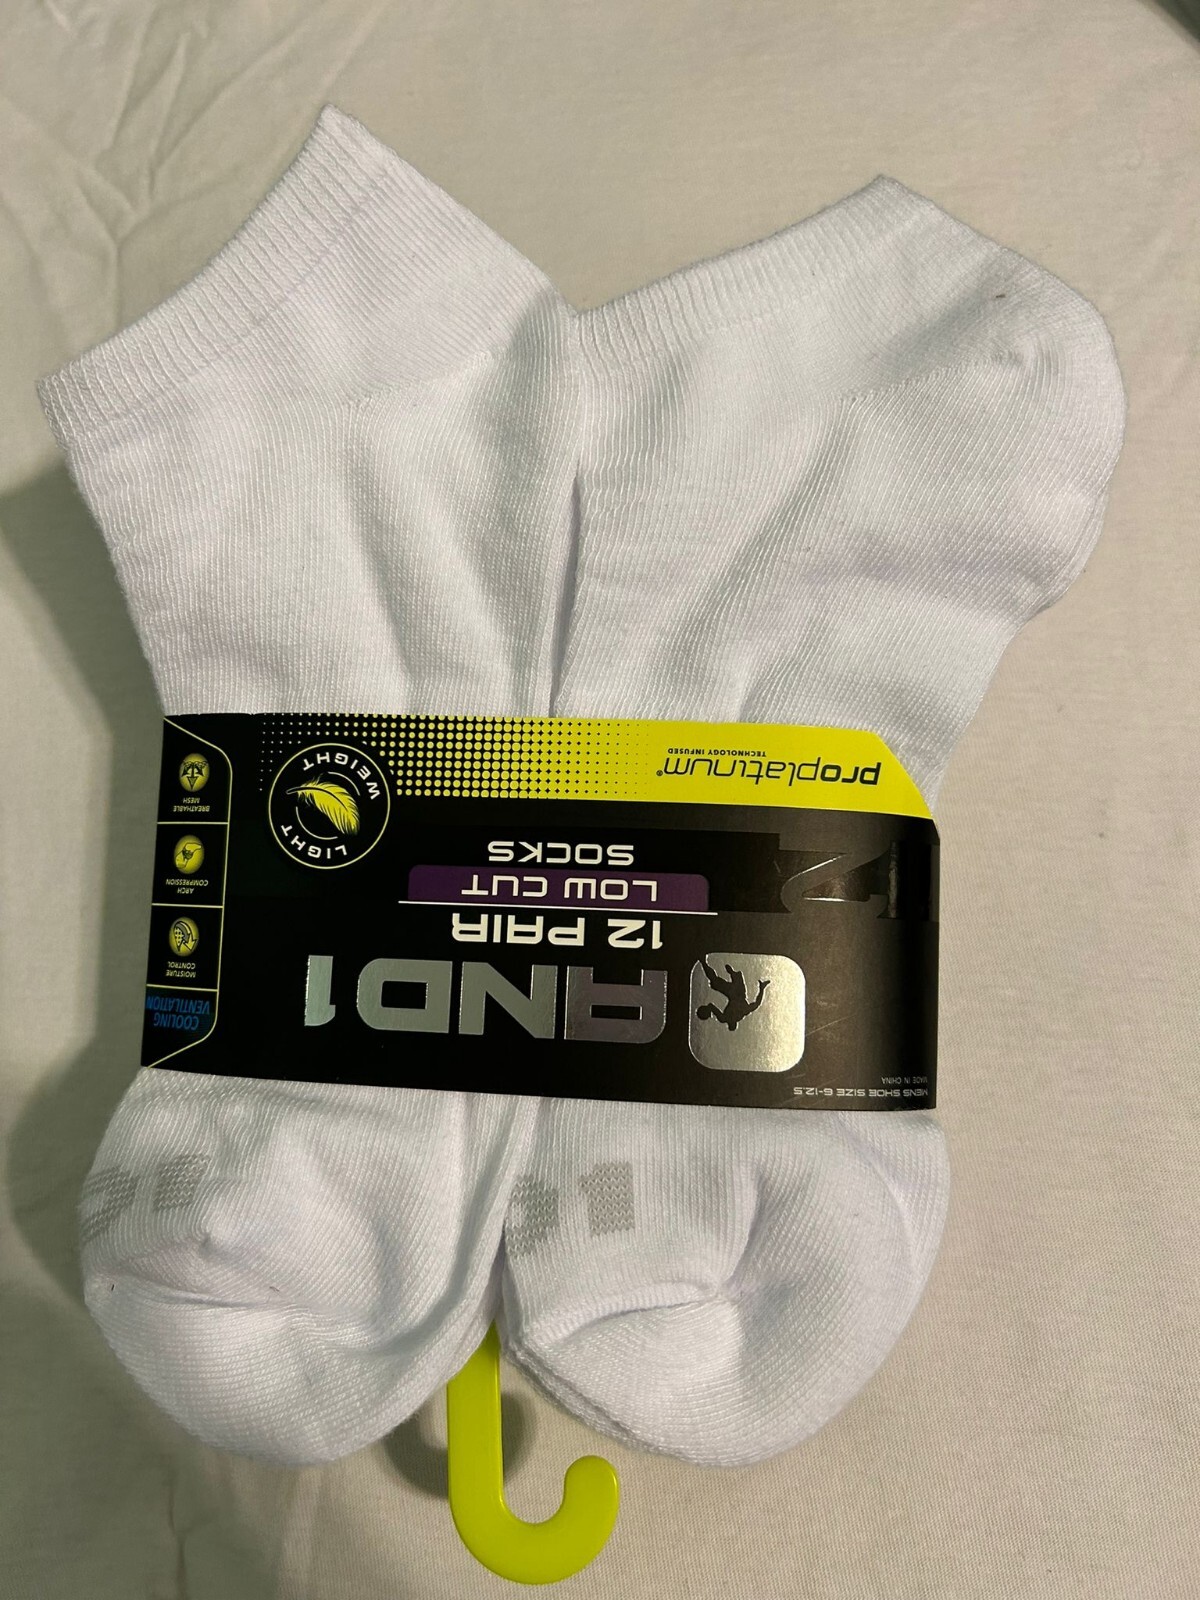 MENS SHOE SIZE 6-12.5
MADE IN CHINA
AND1
12 PAIR
LOW CUT
SOCKS
proplatinum®
TECHNOLOGY INFUSED
LIGHT
WEIGHT
COOLING
VENTILATION
MOISTURE
CONTROL
ARCH
COMPRESSION
BREATHABLE
MESH